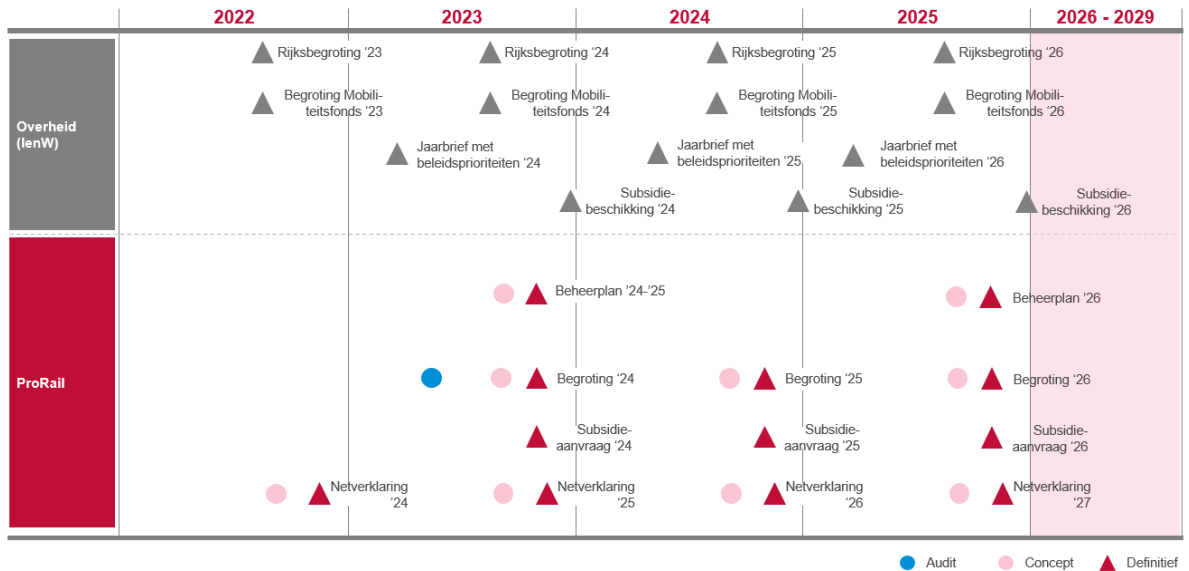 2022 2023 2024 2025 2026 - 2029
Overheid
(IenW)
Rijksbegroting ‘23
Rijksbegroting ‘24
Rijksbegroting ‘25
Rijksbegroting ‘26
Begroting Mobili-
teitsfonds ‘23
Begroting Mobili-
teitsfonds ‘24
Begroting Mobili-
teitsfonds ‘25
Begroting Mobili-
teitsfonds ‘26
Jaarbrief met
beleidsprioriteiten ‘24
Jaarbrief met
beleidsprioriteiten ‘25
Jaarbrief met
beleidsprioriteiten ‘26
Subsidie-
beschikking ‘24
Subsidie-
beschikking ‘25
Subsidie-
beschikking ‘26
ProRail
Beheerplan ’24-’25
Beheerplan ’26
Begroting ‘24
Begroting ‘25
Begroting ‘26
Subsidie-
aanvraag ‘24
Subsidie-
aanvraag ‘25
Subsidie-
aanvraag ‘26
Netverklaring
‘24
Netverklaring
‘25
Netverklaring
‘26
Netverklaring
‘27
Audit
Concept
Definitief